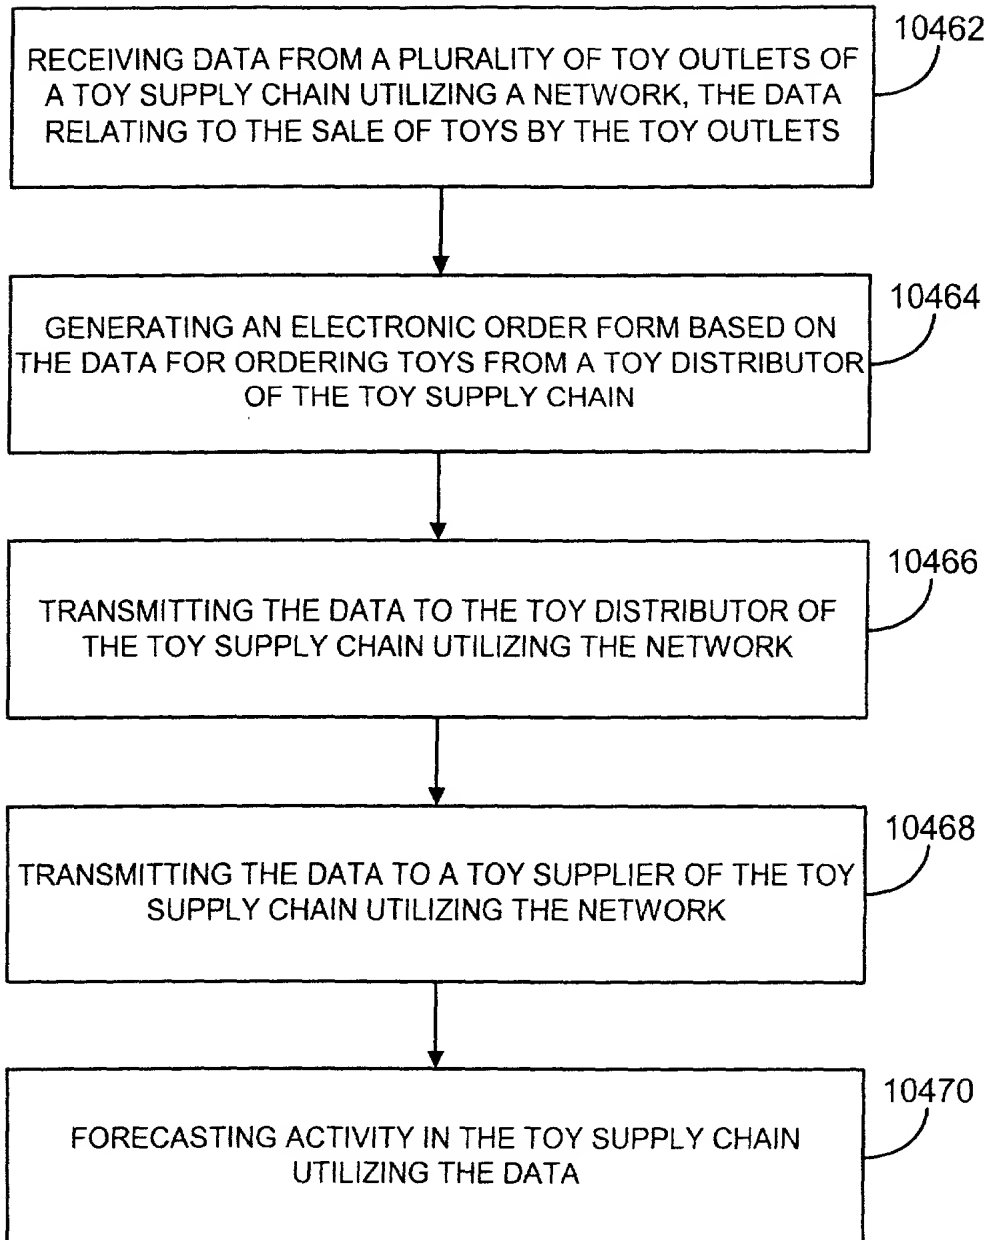 10462
RECEIVING DATA FROM A PLURALITY OF TOY OUTLETS OF
A TOY SUPPLY CHAIN UTILIZING A NETWORK, THE DATA
RELATING TO THE SALE OF TOYS BY THE TOY OUTLETS
10464
GENERATING AN ELECTRONIC ORDER FORM BASED ON
THE DATA FOR ORDERING TOYS FROM A TOY DISTRIBUTOR
OF THE TOY SUPPLY CHAIN
10466
TRANSMITTING THE DATA TO THE TOY DISTRIBUTOR OF
THE TOY SUPPLY CHAIN UTILIZING THE NETWORK
10468
TRANSMITTING THE DATA TO A TOY SUPPLIER OF THE TOY
SUPPLY CHAIN UTILIZING THE NETWORK
10470
FORECASTING ACTIVITY IN THE TOY SUPPLY CHAIN
UTILIZING THE DATA